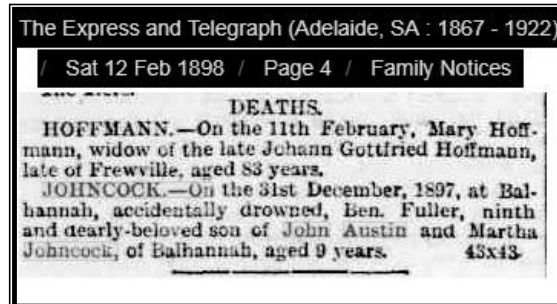 The Express and Telegraph (Adelaide, SA : 1867 - 1922)
/ Sat 12 Feb 1898 / Page 4 / Family Notices
DEATHS.
HOFFMANN.—On the 11th February, Mary Hoff-
mann, widow of the late Johann Gottfried Hoffmann,
late of Frewville, aged 83 years.
JOHNCOCK.—On the 31st December, 1897, at Bal-
hannah, accidentally drowned, Ben. Fuller, ninth
and dearly-beloved son of John Austin and Martha
Johncock, of Balhannah, aged 9 years. 43x43